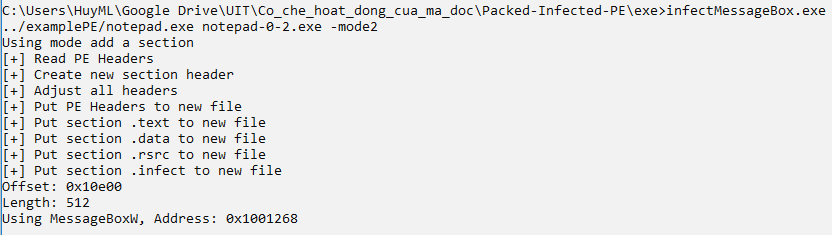 C:\Users\HuyML\Google Drive\UIT\Co_che_hoat_dong_cua_ma_doc\Packed-Infected-PE\exe>infectMessageBox.exe
../examplePE/notepad.exe notepad-0-2.exe -mode2
Using mode add a section
[+] Read PE Headers
[+] Create new section header
[+] Adjust all headers
[+] Put PE Headers to new file
[+] Put section .text to new file
[+] Put section .data to new file
[+] Put section .rsrc to new file
[+] Put section .infect to new file
Offset: 0x10e00
Length: 512
Using MessageBoxW, Address: 0x1001268